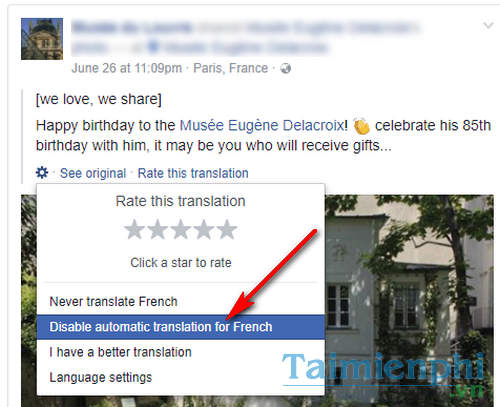 June 26 at 11:09pm · Paris, France ·
[we love, we share]
Happy birthday to the Musée Eugène Delacroix! 👏 celebrate his 85th
birthday with him, it may be you who will receive gifts...
· See original · Rate this translation
Rate this translation
Click a star to rate
Never translate French
Disable automatic translation for French
I have a better translation
Language settings
Taimienphi
.vn